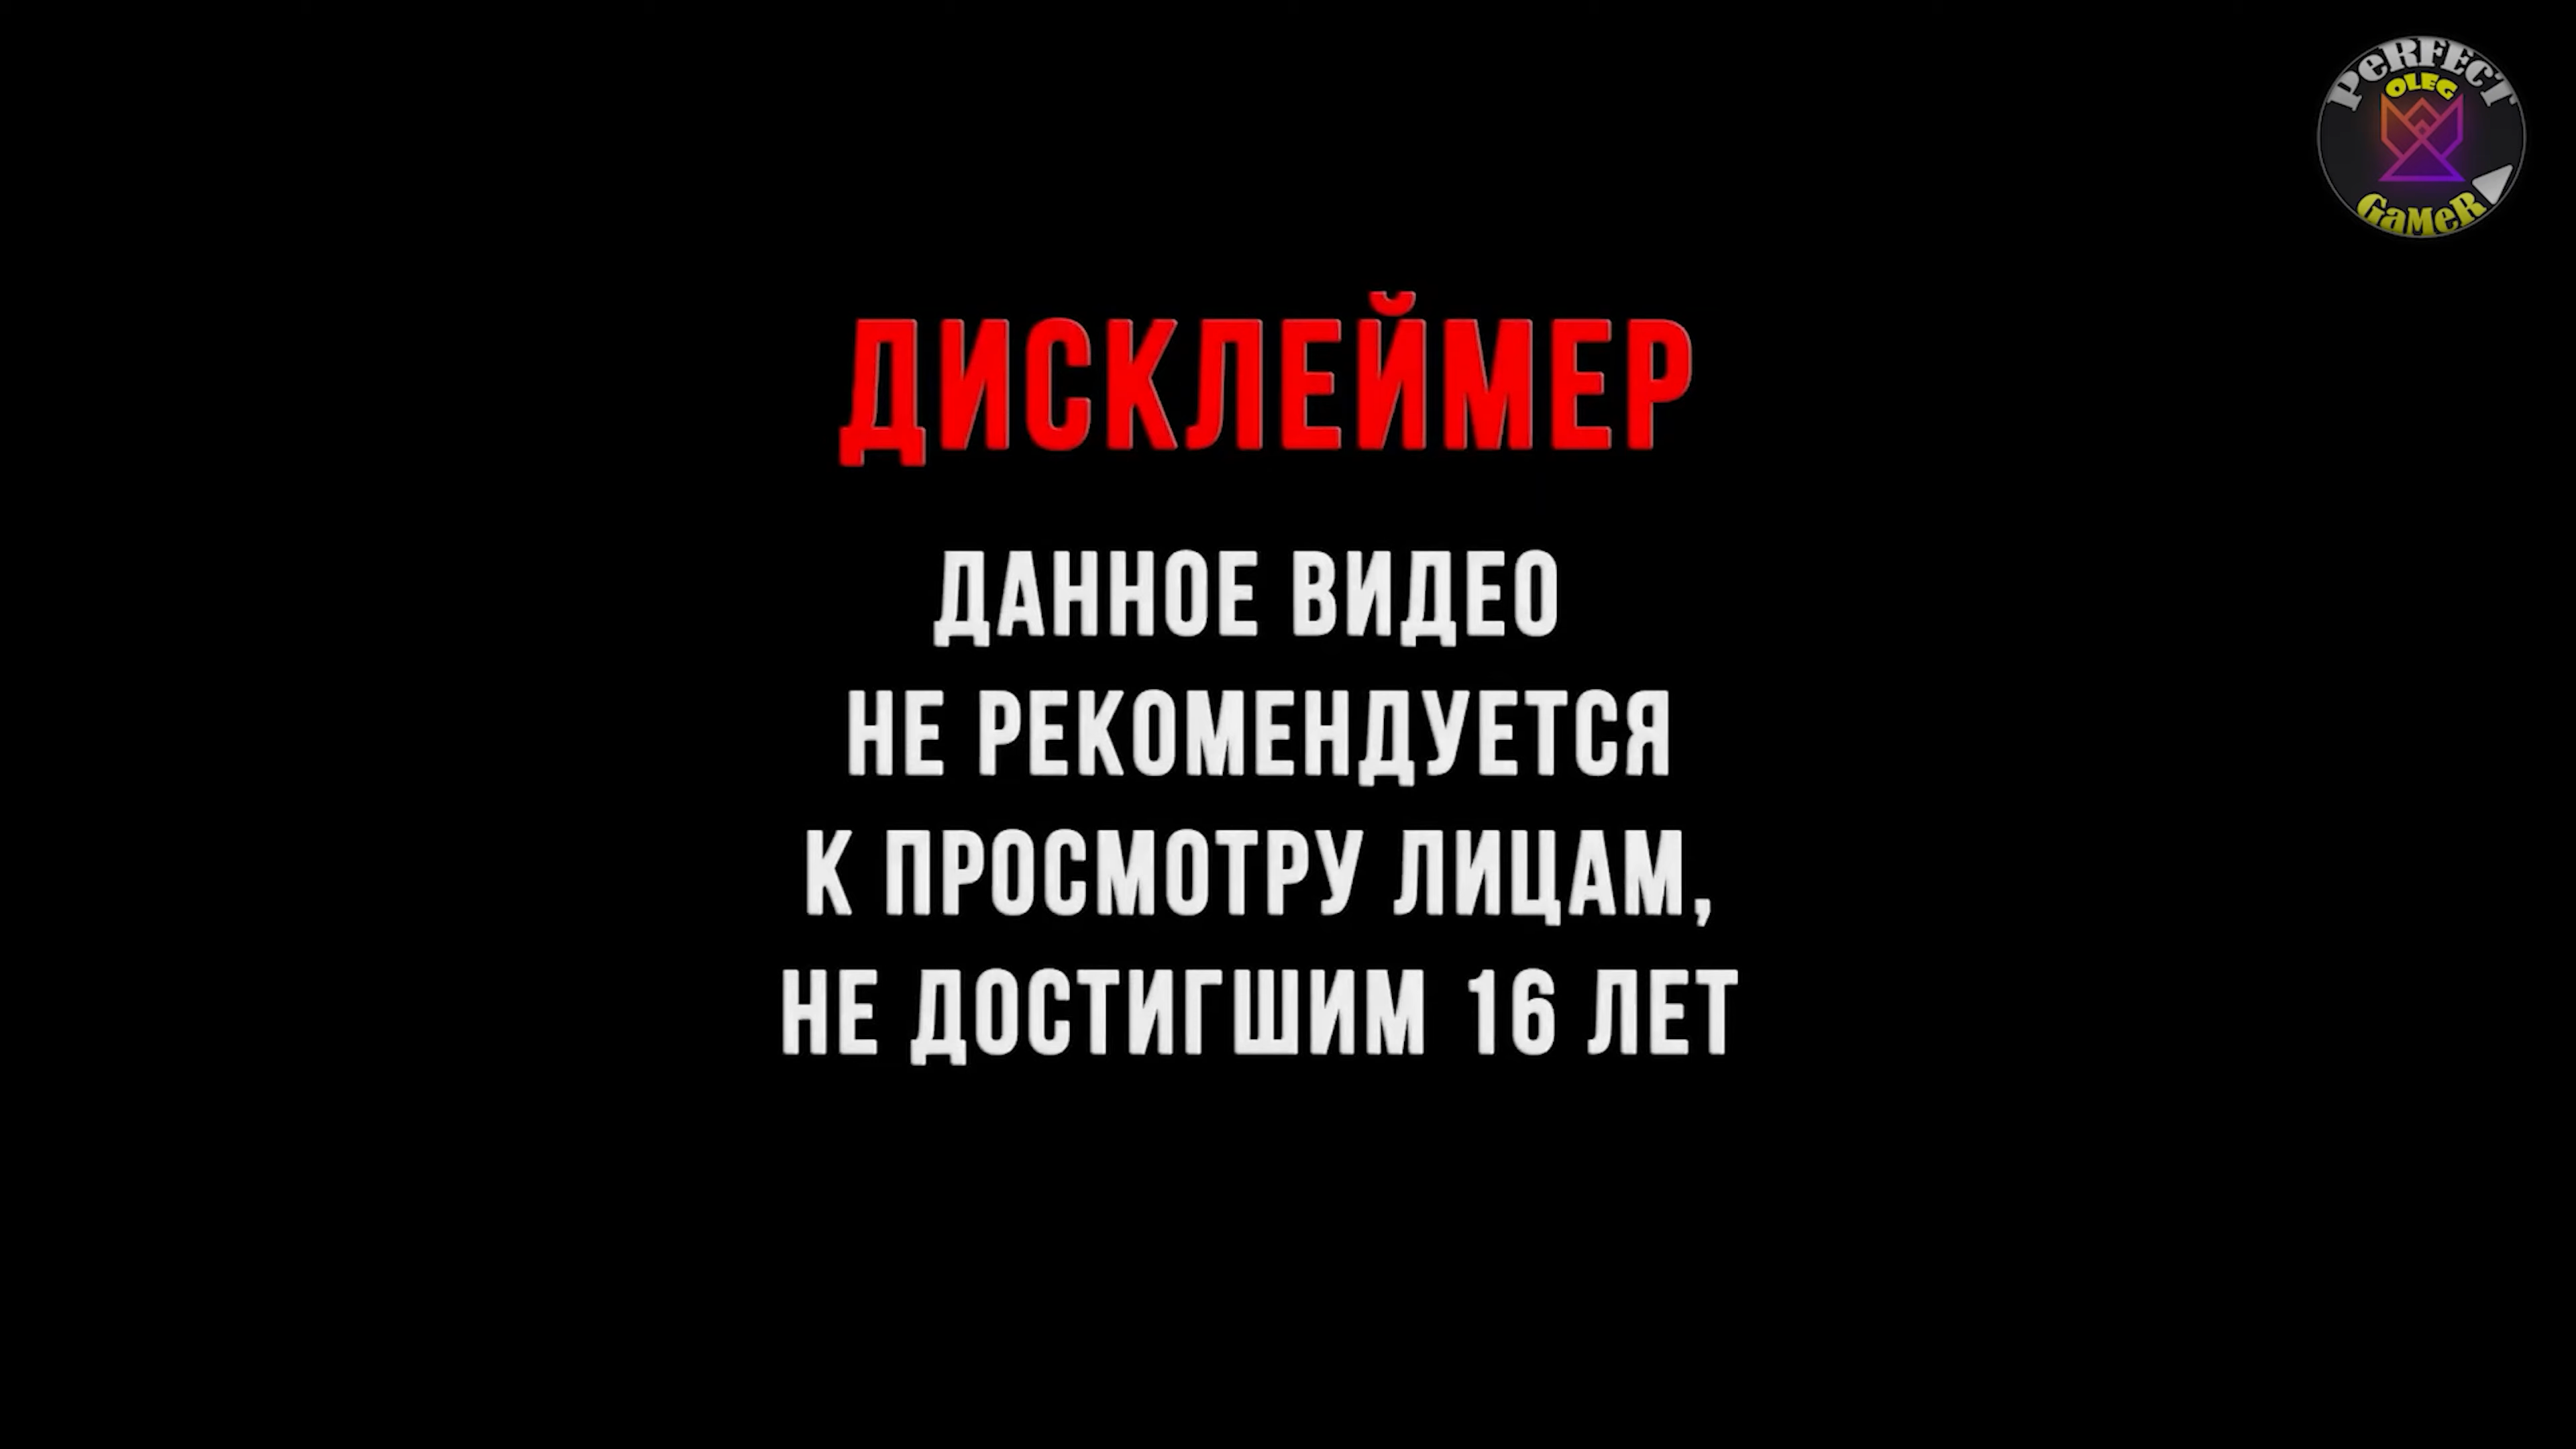 PeRFECT
OLEG
GaMeR
ДИСКЛЕЙМЕР
ДАННОЕ ВИДЕО
НЕ РЕКОМЕНДУЕТСЯ
К ПРОСМОТРУ ЛИЦАМ,
НЕ ДОСТИГШИМ 16 ЛЕТ